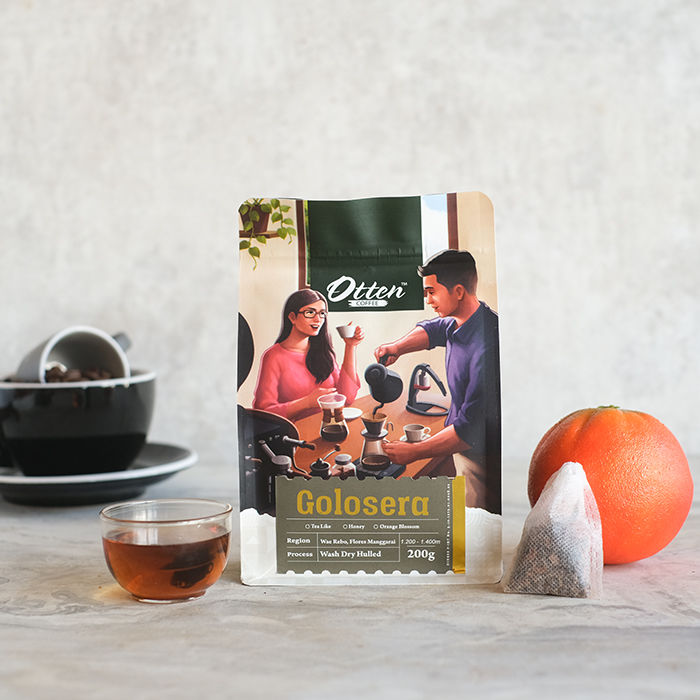 Otten™
COFFEE
Golosera
Tea Like Honey Orange Blossom
Region Wae Rebo, Flores Manggarai 1.200 - 1.400m
Process Wash Dry Hulled 200g